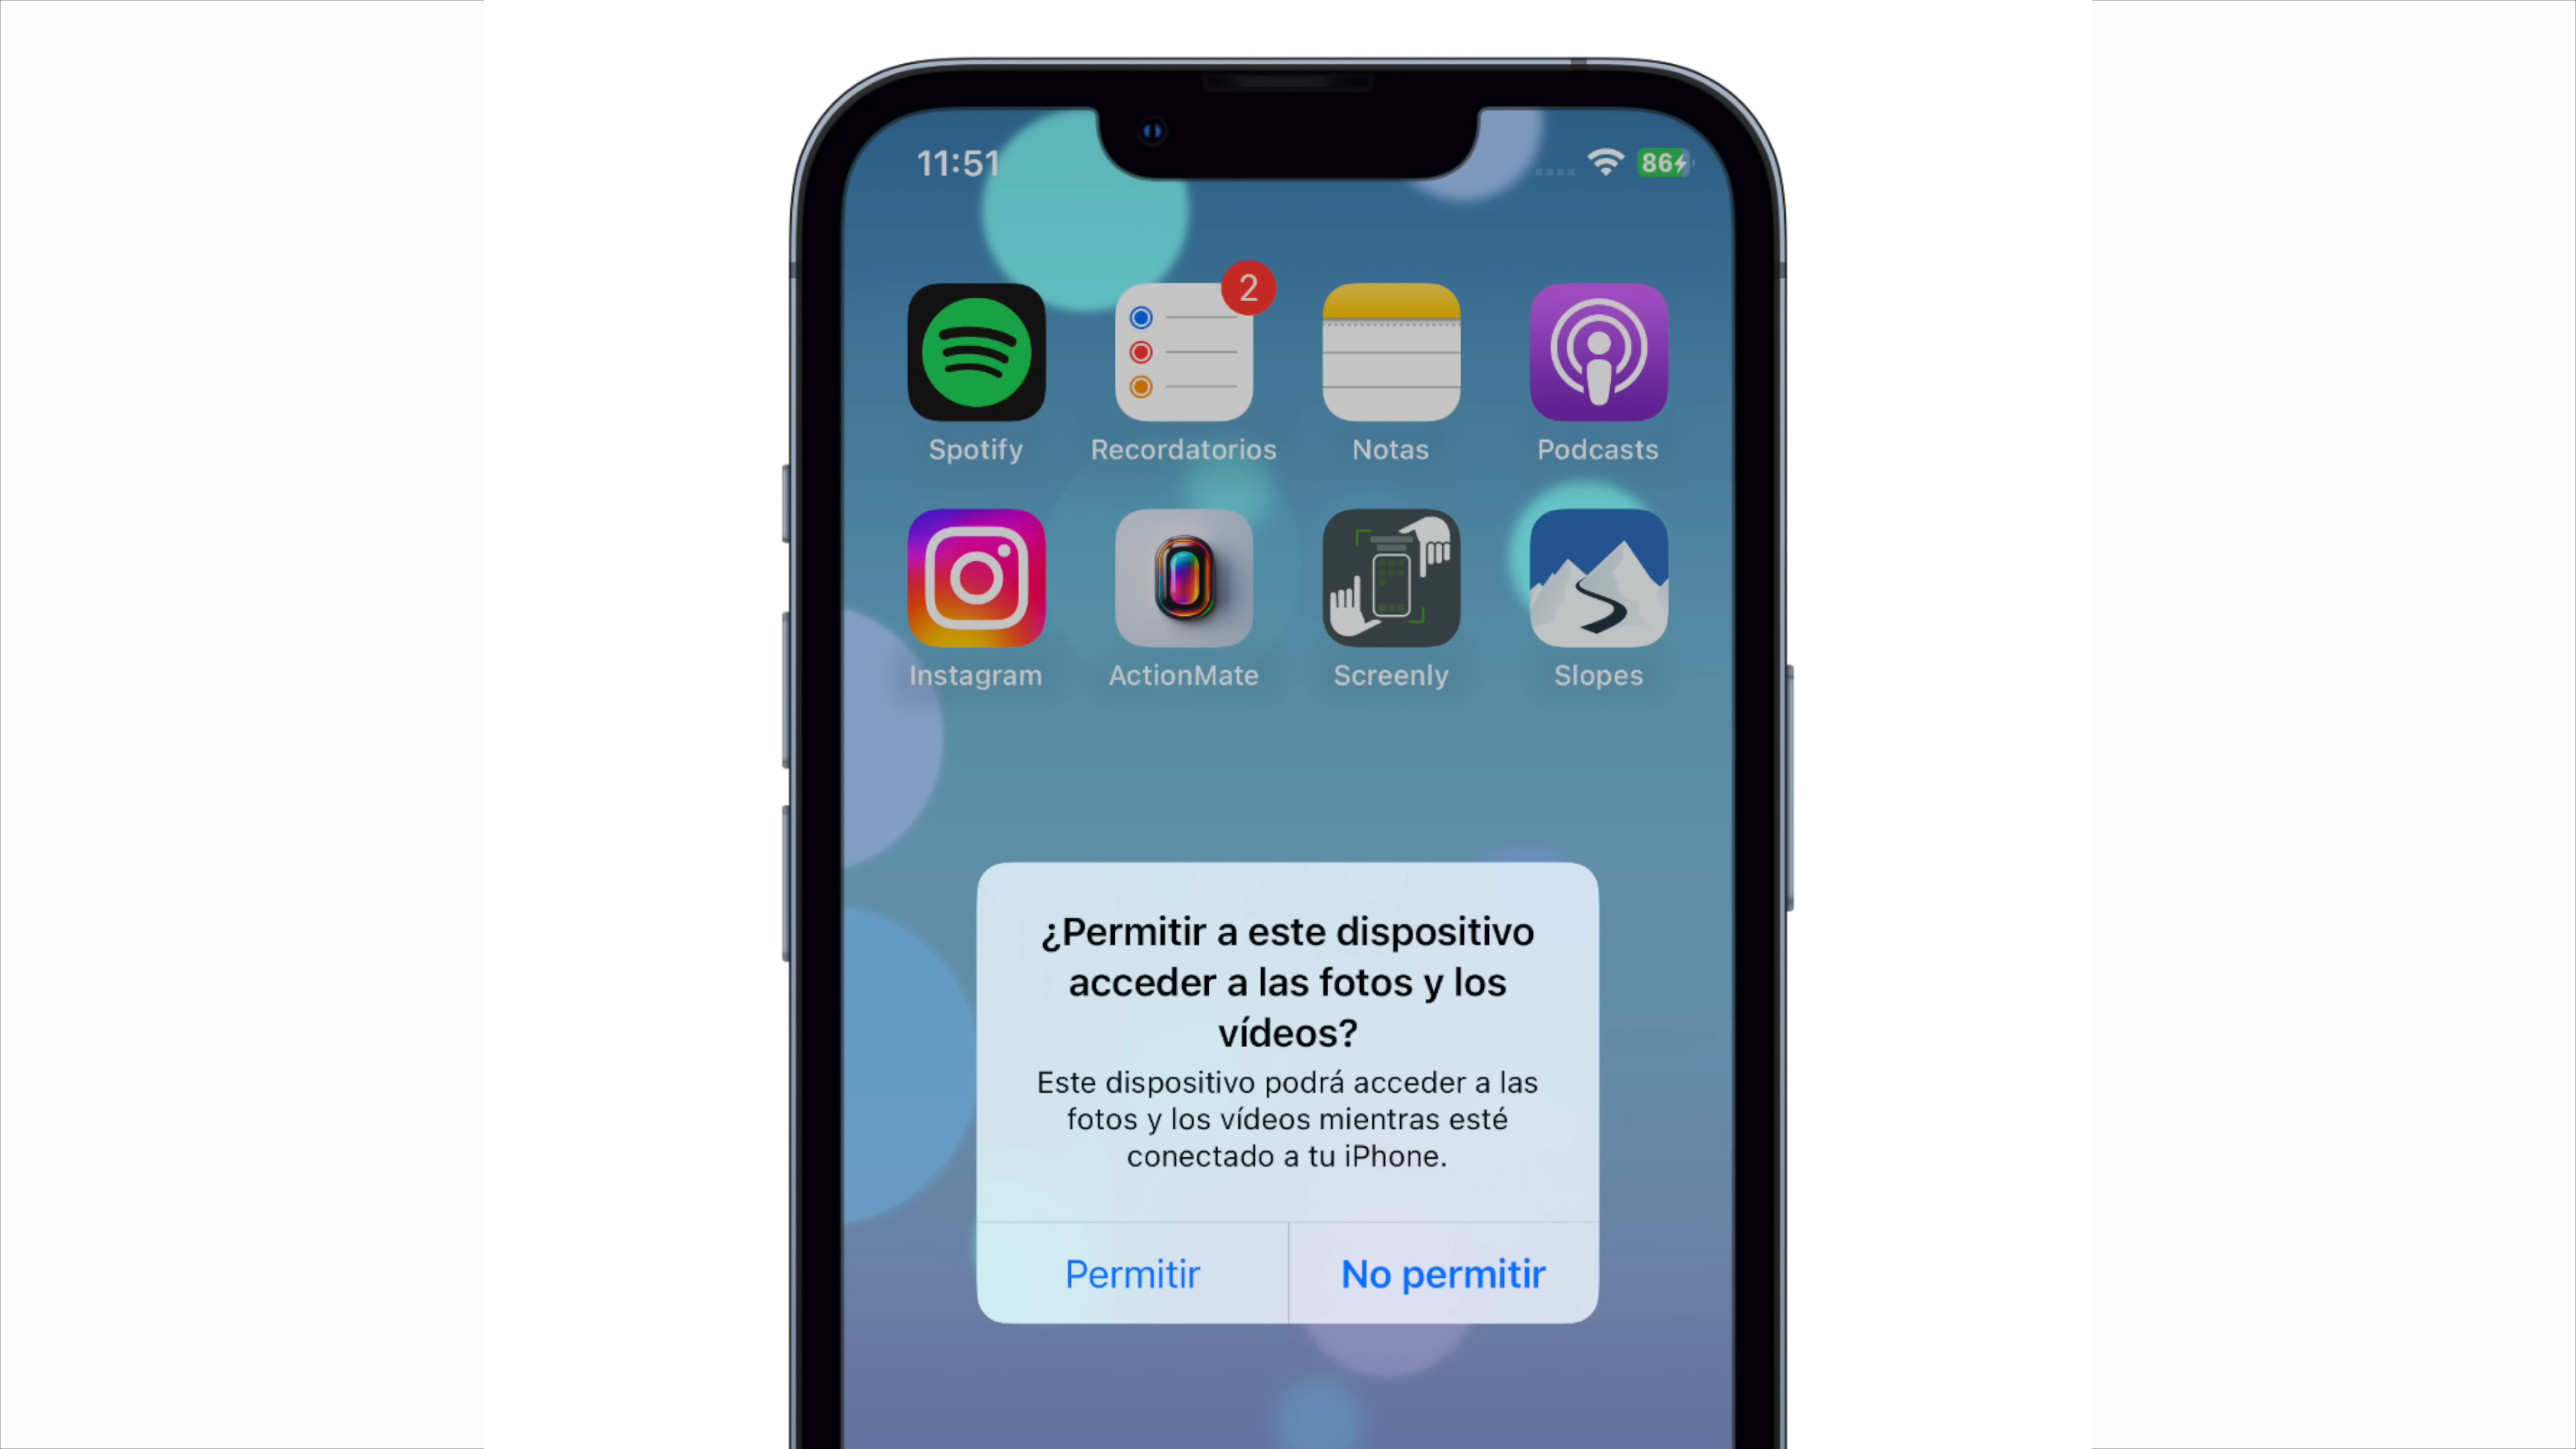 11:51
86
2
Spotify
Recordatorios
Notas
Podcasts
Instagram
ActionMate
Screenly
Slopes
¿Permitir a este dispositivo
acceder a las fotos y los
vídeos?
Este dispositivo podrá acceder a las
fotos y los vídeos mientras esté
conectado a tu iPhone.
Permitir
No permitir